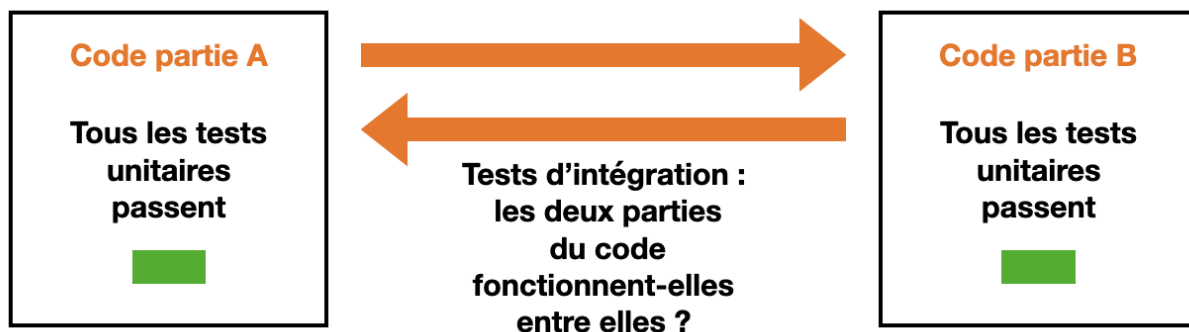 Code partie A
Tous les tests
unitaires
passent
Tests d’intégration :
les deux parties
du code
fonctionnent-elles
entre elles ?
Code partie B
Tous les tests
unitaires
passent